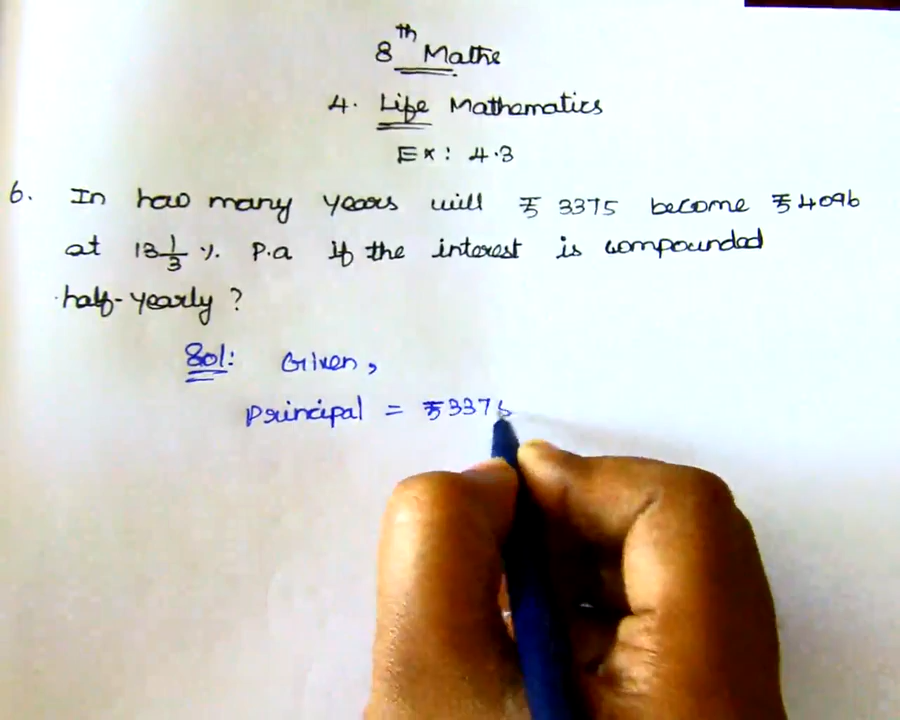 8th Maths
4. Life Mathematics
Ex: 4.3
6. In how many years will ₹ 3375 become ₹ 4096
at 13 1/3 %. P.a if the interest is compounded
half-yearly ?
Sol: Given,
Principal = ₹3375